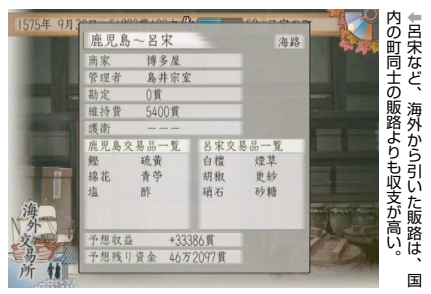 1575年 9月
鹿児島〜呂宋
海路
商家 博多屋
管理者 島井宗室
勘定 0貫
維持費 5400貫
護衛 −−−
鹿児島交易品一覧 呂宋交易品一覧
鰹 硫黄 白檀 煙草
綿花 青苧 胡椒 更紗
塩 酢 硝石 砂糖
予想収益 +33386貫
予想残り資金 46万2097貫
海外交易所
⬅呂宋など、海外から引いた販路は、国
内の町同士の販路よりも収支が高い。